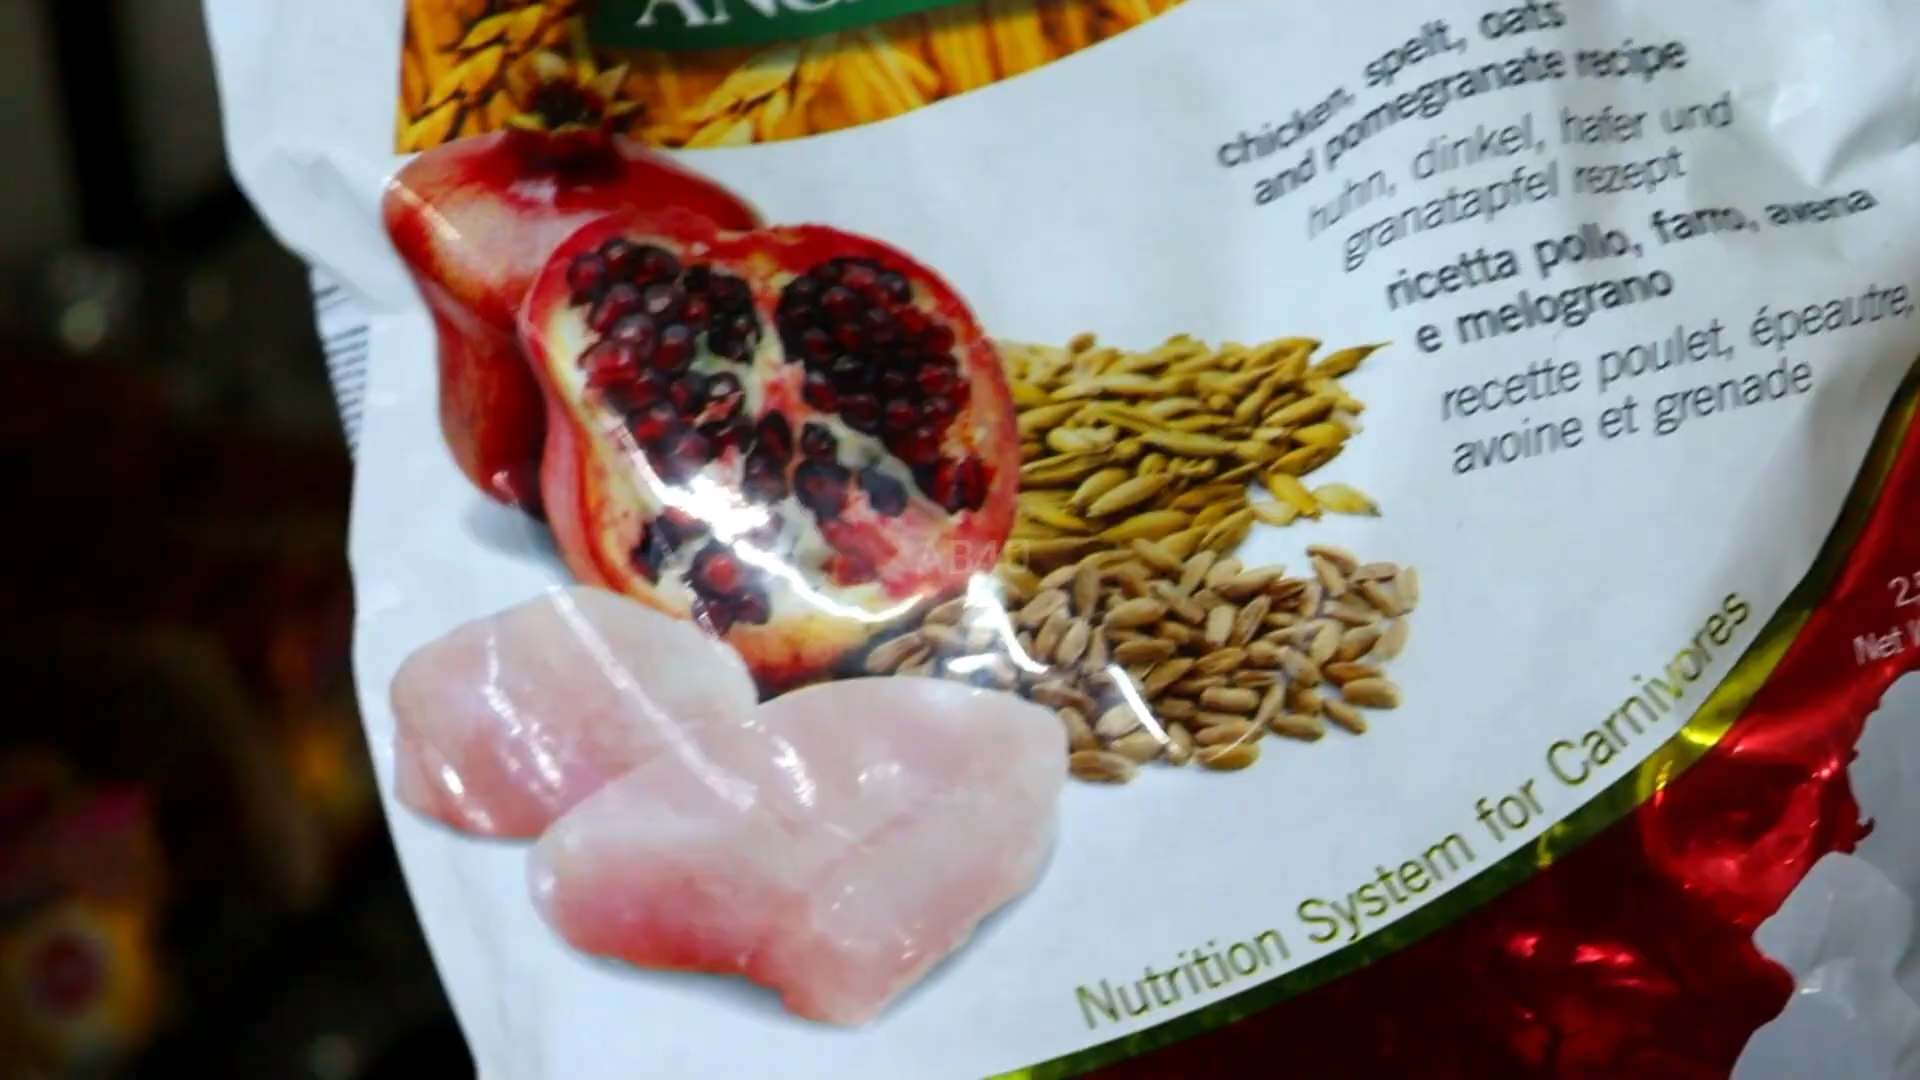 chicken, spelt, oats
and pomegranate recipe
huhn, dinkel, hafer und
granatapfel rezept
ricetta pollo, farro, avena
e melograno
recette poulet, épeautre,
avoine et grenade
Nutrition System for Carnivores
Net